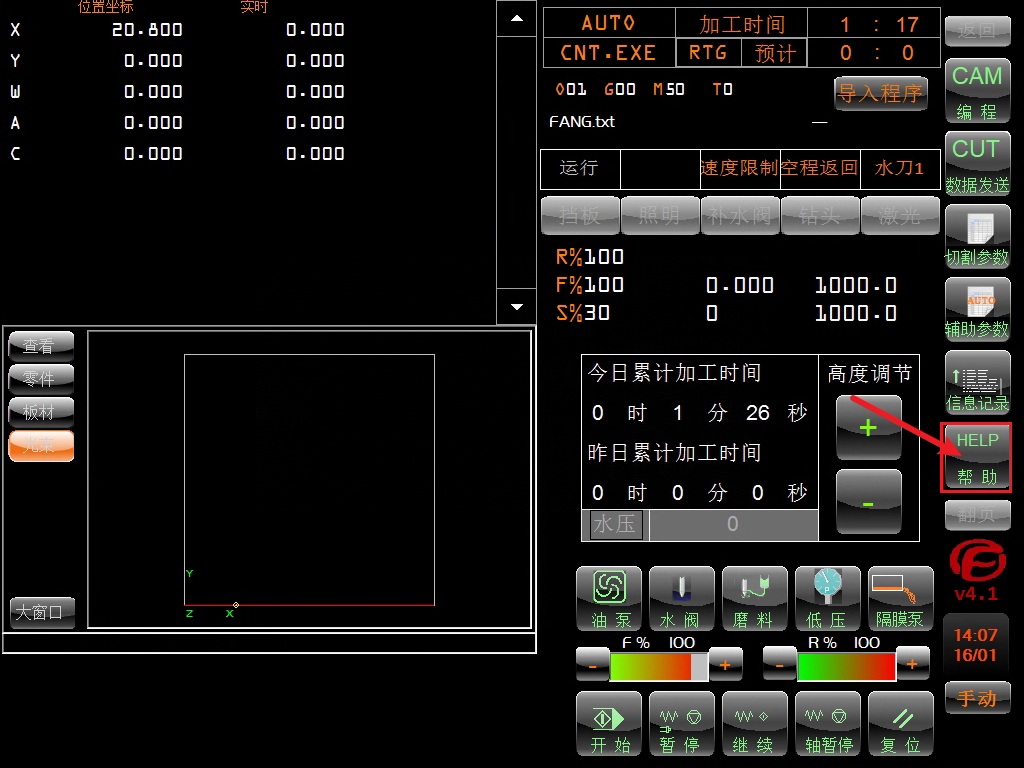 位置坐标 实时
X 20.800 0.000
Y 0.000 0.000
W 0.000 0.000
A 0.000 0.000
C 0.000 0.000
AUTO 加工时间 1 : 17
CNT.EXE RTG 预计 0 : 0
O01 G00 M50 T0 导入程序
FANG.txt —
运行 速度限制 空程返回 水刀1
挡板 照明 补水阀 钻头 激光
R%100
F%100 0.000 1000.0
S%30 0 1000.0
查看
零件
板材
光束
大窗口
Y
Z X
今日累计加工时间
0 时 1 分 26 秒
昨日累计加工时间
0 时 0 分 0 秒
水压 0
高度调节
+
-
油泵 水阀 磨料 低压 隔膜泵
F% 100 R% 100
- + - +
开始 暂停 继续 轴暂停 复位
返回
CAM
编程
CUT
数据发送
切割参数
AUTO
辅助参数
信息记录
HELP
帮助
翻页
v4.1
14:07
16/01
手动